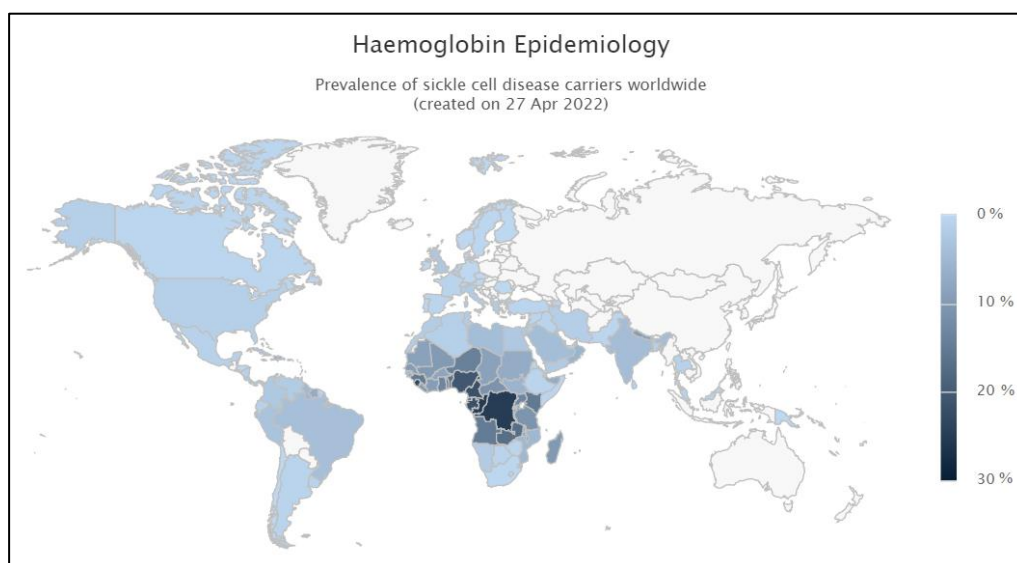 Haemoglobin Epidemiology
Prevalence of sickle cell disease carriers worldwide
(created on 27 Apr 2022)
0 %
10 %
20 %
30 %